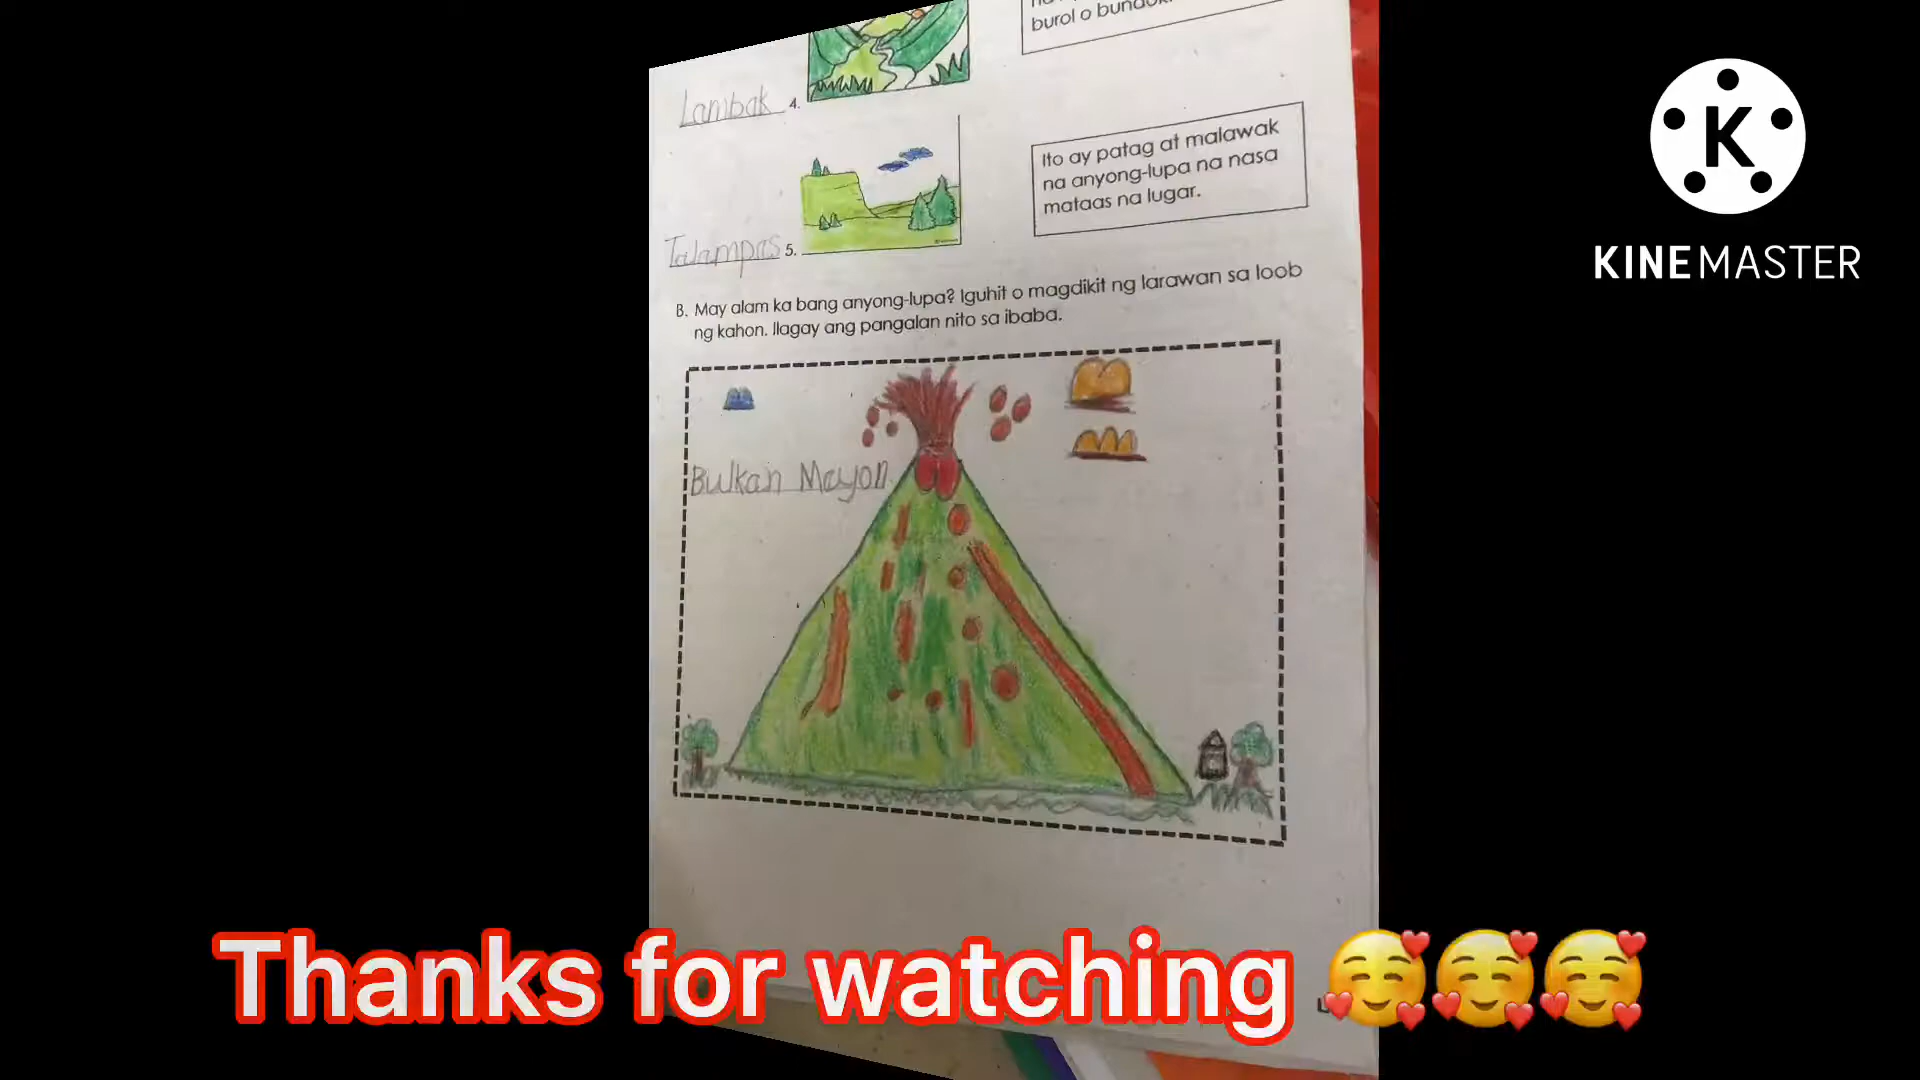 burol o bundok.
Lambak 4.
Ito ay patag at malawak
na anyong-lupa na nasa
mataas na lugar.
Talampas 5.
B. May alam ka bang anyong-lupa? Iguhit o magdikit ng larawan sa loob
ng kahon. Ilagay ang pangalan nito sa ibaba.
Bulkan Mayon
K
KINEMASTER
Thanks for watching 🥰🥰🥰